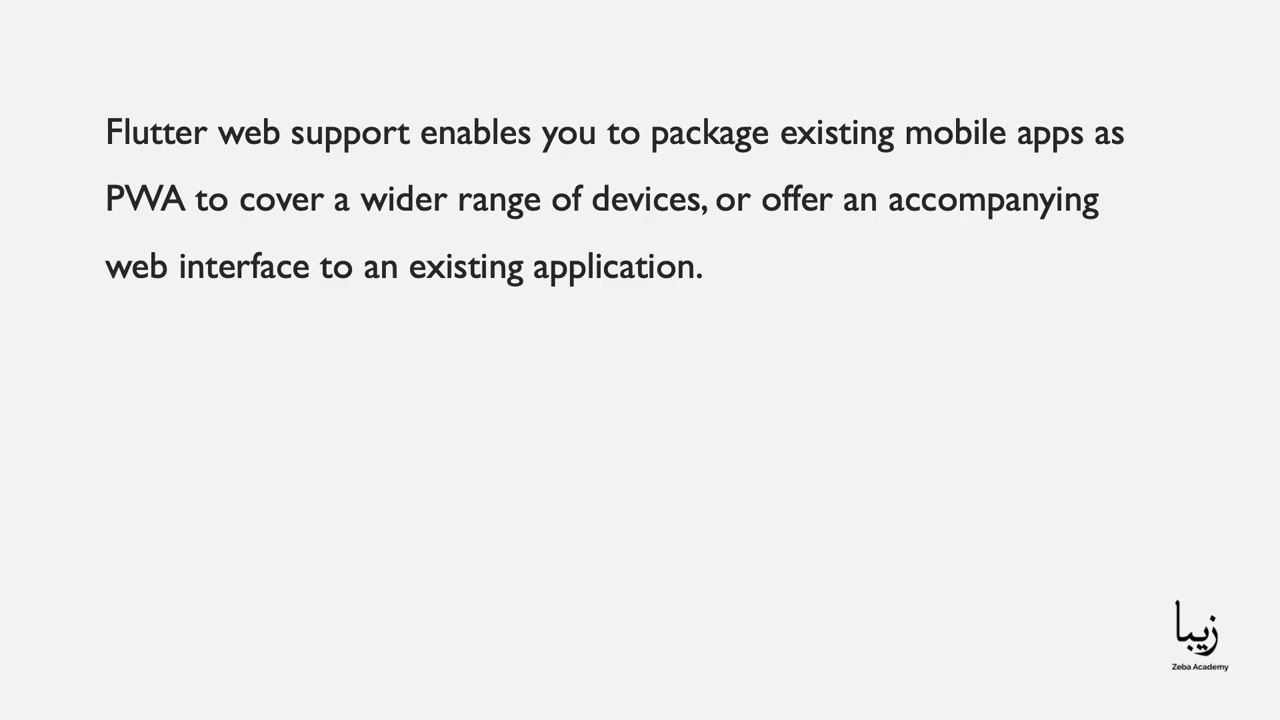 Flutter web support enables you to package existing mobile apps as
PWA to cover a wider range of devices, or offer an accompanying
web interface to an existing application.
زیبا
Zeba Academy